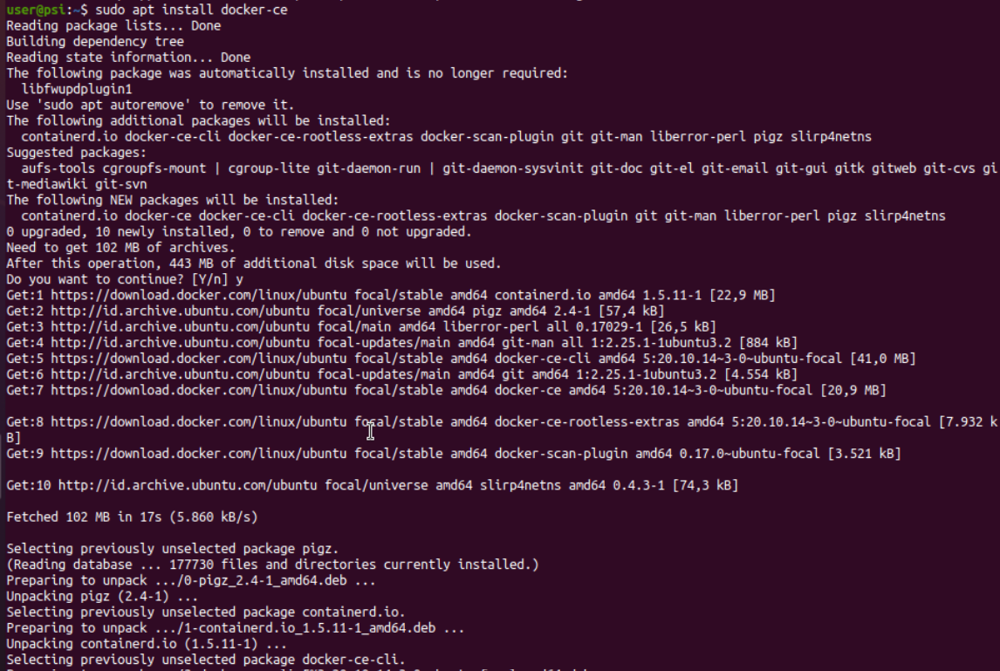 user@psi:~$ sudo apt install docker-ce
Reading package lists... Done
Building dependency tree
Reading state information... Done
The following package was automatically installed and is no longer required:
  libfwupdplugin1
Use 'sudo apt autoremove' to remove it.
The following additional packages will be installed:
  containerd.io docker-ce-cli docker-ce-rootless-extras docker-scan-plugin git git-man liberror-perl pigz slirp4netns
Suggested packages:
  aufs-tools cgroupfs-mount | cgroup-lite git-daemon-run | git-daemon-sysvinit git-doc git-el git-email git-gui gitk gitweb git-cvs gi
t-mediawiki git-svn
The following NEW packages will be installed:
  containerd.io docker-ce docker-ce-cli docker-ce-rootless-extras docker-scan-plugin git git-man liberror-perl pigz slirp4netns
0 upgraded, 10 newly installed, 0 to remove and 0 not upgraded.
Need to get 102 MB of archives.
After this operation, 443 MB of additional disk space will be used.
Do you want to continue? [Y/n] y
Get:1 https://download.docker.com/linux/ubuntu focal/stable amd64 containerd.io amd64 1.5.11-1 [22,9 MB]
Get:2 http://id.archive.ubuntu.com/ubuntu focal/universe amd64 pigz amd64 2.4-1 [57,4 kB]
Get:3 http://id.archive.ubuntu.com/ubuntu focal/main amd64 liberror-perl all 0.17029-1 [26,5 kB]
Get:4 http://id.archive.ubuntu.com/ubuntu focal-updates/main amd64 git-man all 1:2.25.1-1ubuntu3.2 [884 kB]
Get:5 https://download.docker.com/linux/ubuntu focal/stable amd64 docker-ce-cli amd64 5:20.10.14~3-0~ubuntu-focal [41,0 MB]
Get:6 http://id.archive.ubuntu.com/ubuntu focal-updates/main amd64 git amd64 1:2.25.1-1ubuntu3.2 [4.554 kB]
Get:7 https://download.docker.com/linux/ubuntu focal/stable amd64 docker-ce amd64 5:20.10.14~3-0~ubuntu-focal [20,9 MB]
Get:8 https://download.docker.com/linux/ubuntu focal/stable amd64 docker-ce-rootless-extras amd64 5:20.10.14~3-0~ubuntu-focal [7.932 k
B]
Get:9 https://download.docker.com/linux/ubuntu focal/stable amd64 docker-scan-plugin amd64 0.17.0~ubuntu-focal [3.521 kB]
Get:10 http://id.archive.ubuntu.com/ubuntu focal/universe amd64 slirp4netns amd64 0.4.3-1 [74,3 kB]
Fetched 102 MB in 17s (5.860 kB/s)
Selecting previously unselected package pigz.
(Reading database ... 177730 files and directories currently installed.)
Preparing to unpack .../0-pigz_2.4-1_amd64.deb ...
Unpacking pigz (2.4-1) ...
Selecting previously unselected package containerd.io.
Preparing to unpack .../1-containerd.io_1.5.11-1_amd64.deb ...
Unpacking containerd.io (1.5.11-1) ...
Selecting previously unselected package docker-ce-cli.